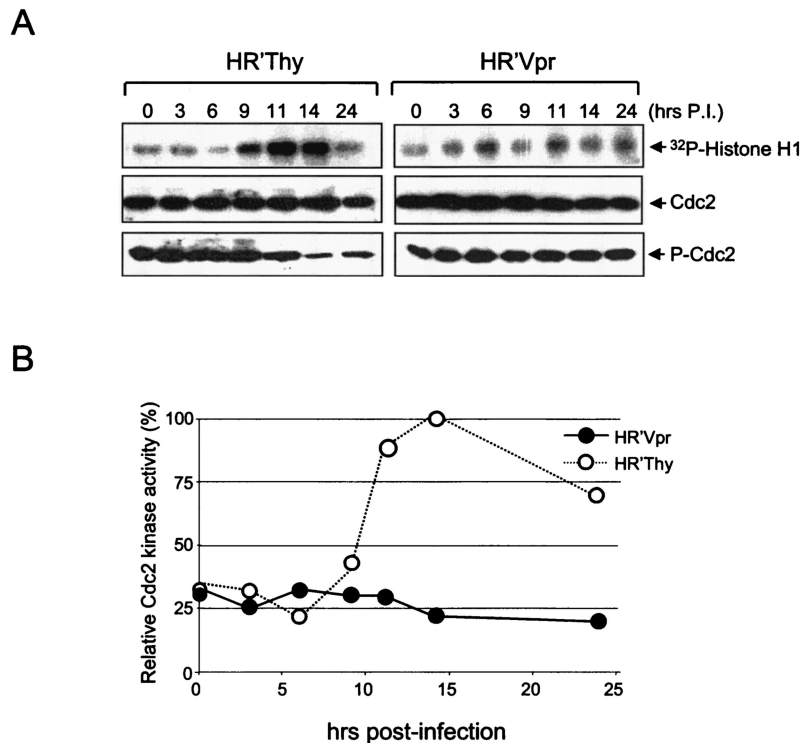 A
HR'Thy HR'Vpr
0 3 6 9 11 14 24 0 3 6 9 11 14 24 (hrs P.I.)
³²P-Histone H1
Cdc2
P-Cdc2
B
Relative Cdc2 kinase activity (%)
100
75
50
25
0
0 5 10 15 20 25
hrs post-infection
HR'Vpr
HR'Thy